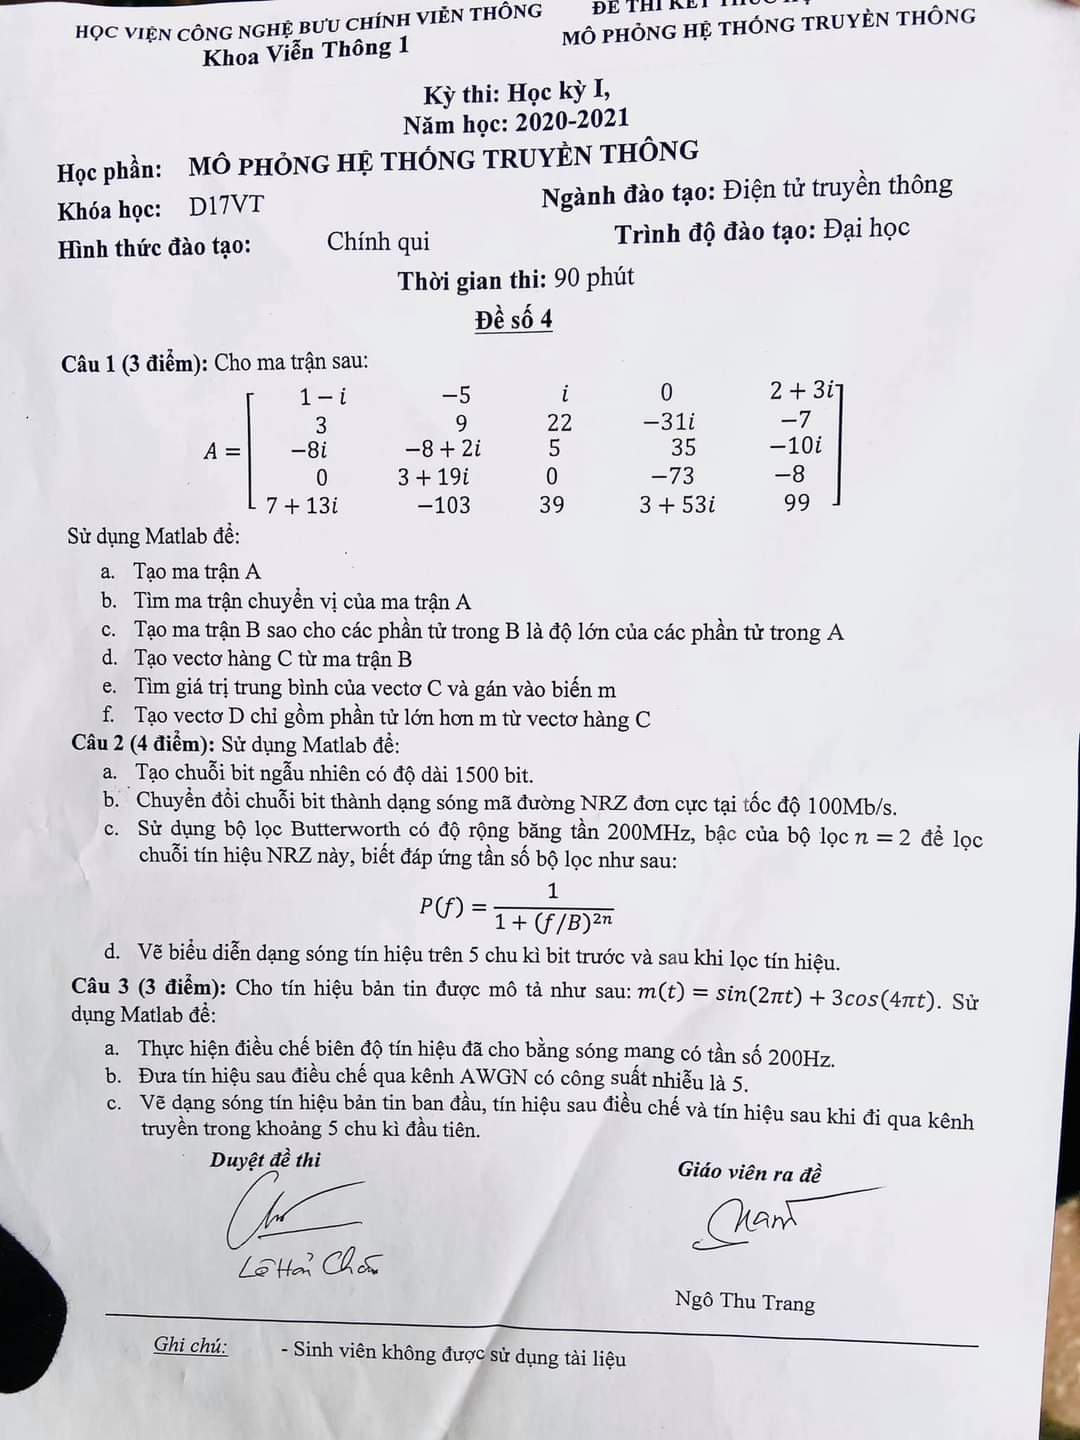 HỌC VIỆN CÔNG NGHỆ BƯU CHÍNH VIỄN THÔNG
Khoa Viễn Thông 1
ĐỀ THI KẾT
MÔ PHỎNG HỆ THỐNG TRUYỀN THÔNG
Kỳ thi: Học kỳ I,
Năm học: 2020-2021
Học phần: MÔ PHỎNG HỆ THỐNG TRUYỀN THÔNG
Khóa học: D17VT Ngành đào tạo: Điện tử truyền thông
Hình thức đào tạo: Chính qui Trình độ đào tạo: Đại học
Thời gian thi: 90 phút
Đề số 4
Câu 1 (3 điểm): Cho ma trận sau:
1 − i −5 i 0 2 + 3i
3 9 22 −31i −7
A = −8i −8 + 2i 5 35 −10i
0 3 + 19i 0 −73 −8
7 + 13i −103 39 3 + 53i 99
Sử dụng Matlab để:
a. Tạo ma trận A
b. Tìm ma trận chuyển vị của ma trận A
c. Tạo ma trận B sao cho các phần tử trong B là độ lớn của các phần tử trong A
d. Tạo vectơ hàng C từ ma trận B
e. Tìm giá trị trung bình của vectơ C và gán vào biến m
f. Tạo vectơ D chỉ gồm phần tử lớn hơn m từ vectơ hàng C
Câu 2 (4 điểm): Sử dụng Matlab để:
a. Tạo chuỗi bit ngẫu nhiên có độ dài 1500 bit.
b. Chuyển đổi chuỗi bit thành dạng sóng mã đường NRZ đơn cực tại tốc độ 100Mb/s.
c. Sử dụng bộ lọc Butterworth có độ rộng băng tần 200MHz, bậc của bộ lọc n = 2 để lọc
chuỗi tín hiệu NRZ này, biết đáp ứng tần số bộ lọc như sau:
P(f) = 1 / (1 + (f/B)²ⁿ)
d. Vẽ biểu diễn dạng sóng tín hiệu trên 5 chu kì bit trước và sau khi lọc tín hiệu.
Câu 3 (3 điểm): Cho tín hiệu bản tin được mô tả như sau: m(t) = sin(2πt) + 3cos(4πt). Sử
dụng Matlab để:
a. Thực hiện điều chế biên độ tín hiệu đã cho bằng sóng mang có tần số 200Hz.
b. Đưa tín hiệu sau điều chế qua kênh AWGN có công suất nhiễu là 5.
c. Vẽ dạng sóng tín hiệu bản tin ban đầu, tín hiệu sau điều chế và tín hiệu sau khi đi qua kênh
truyền trong khoảng 5 chu kì đầu tiên.
Duyệt đề thi
Giáo viên ra đề
Lê Hải Châu
Ngô Thu Trang
Ghi chú: - Sinh viên không được sử dụng tài liệu